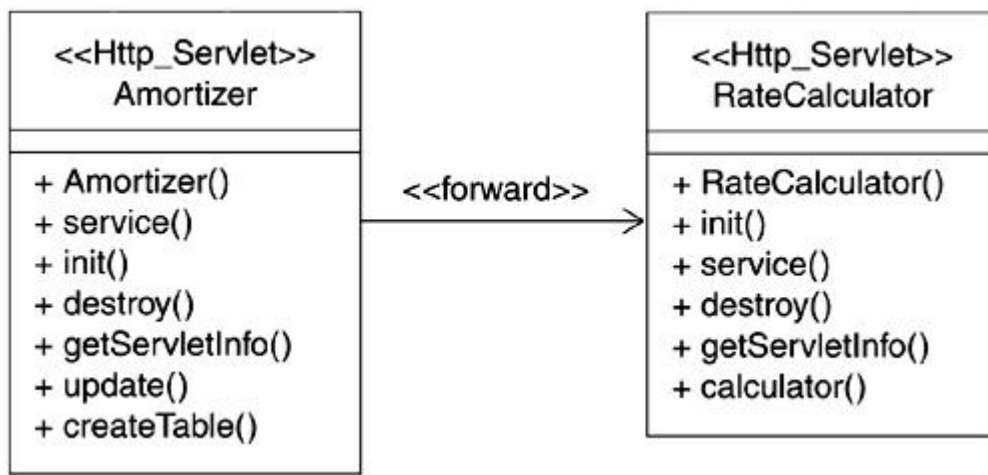 <<Http_Servlet>>
Amortizer
+ Amortizer()
+ service()
+ init()
+ destroy()
+ getServletInfo()
+ update()
+ createTable()
<<forward>>
<<Http_Servlet>>
RateCalculator
+ RateCalculator()
+ init()
+ service()
+ destroy()
+ getServletInfo()
+ calculator()